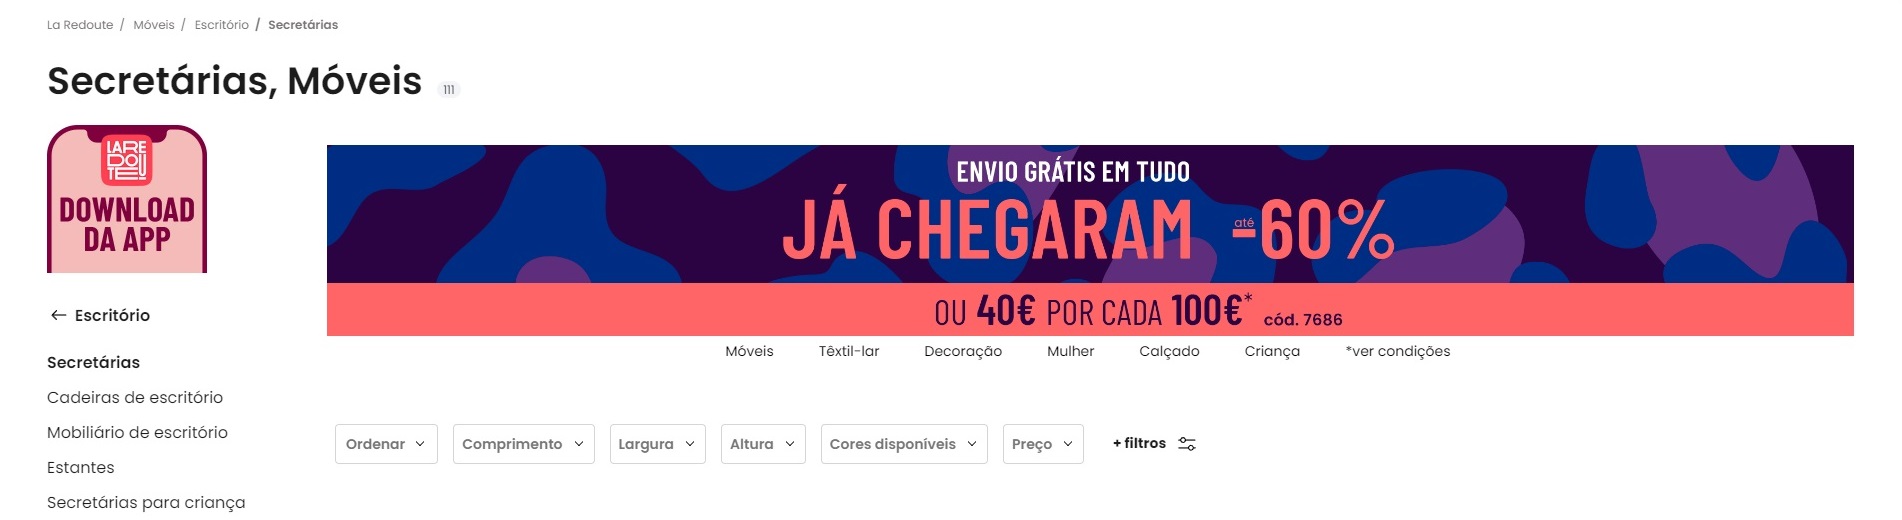 La Redoute / Móveis / Escritório / Secretárias
Secretárias, Móveis 111
LA RE
DOU
TE!
DOWNLOAD
DA APP
← Escritório
Secretárias
Cadeiras de escritório
Mobiliário de escritório
Estantes
Secretárias para criança
ENVIO GRÁTIS EM TUDO
JÁ CHEGARAM até -60%
OU 40€ POR CADA 100€* cód. 7686
Móveis Têxtil-lar Decoração Mulher Calçado Criança *ver condições
Ordenar Comprimento Largura Altura Cores disponíveis Preço + filtros